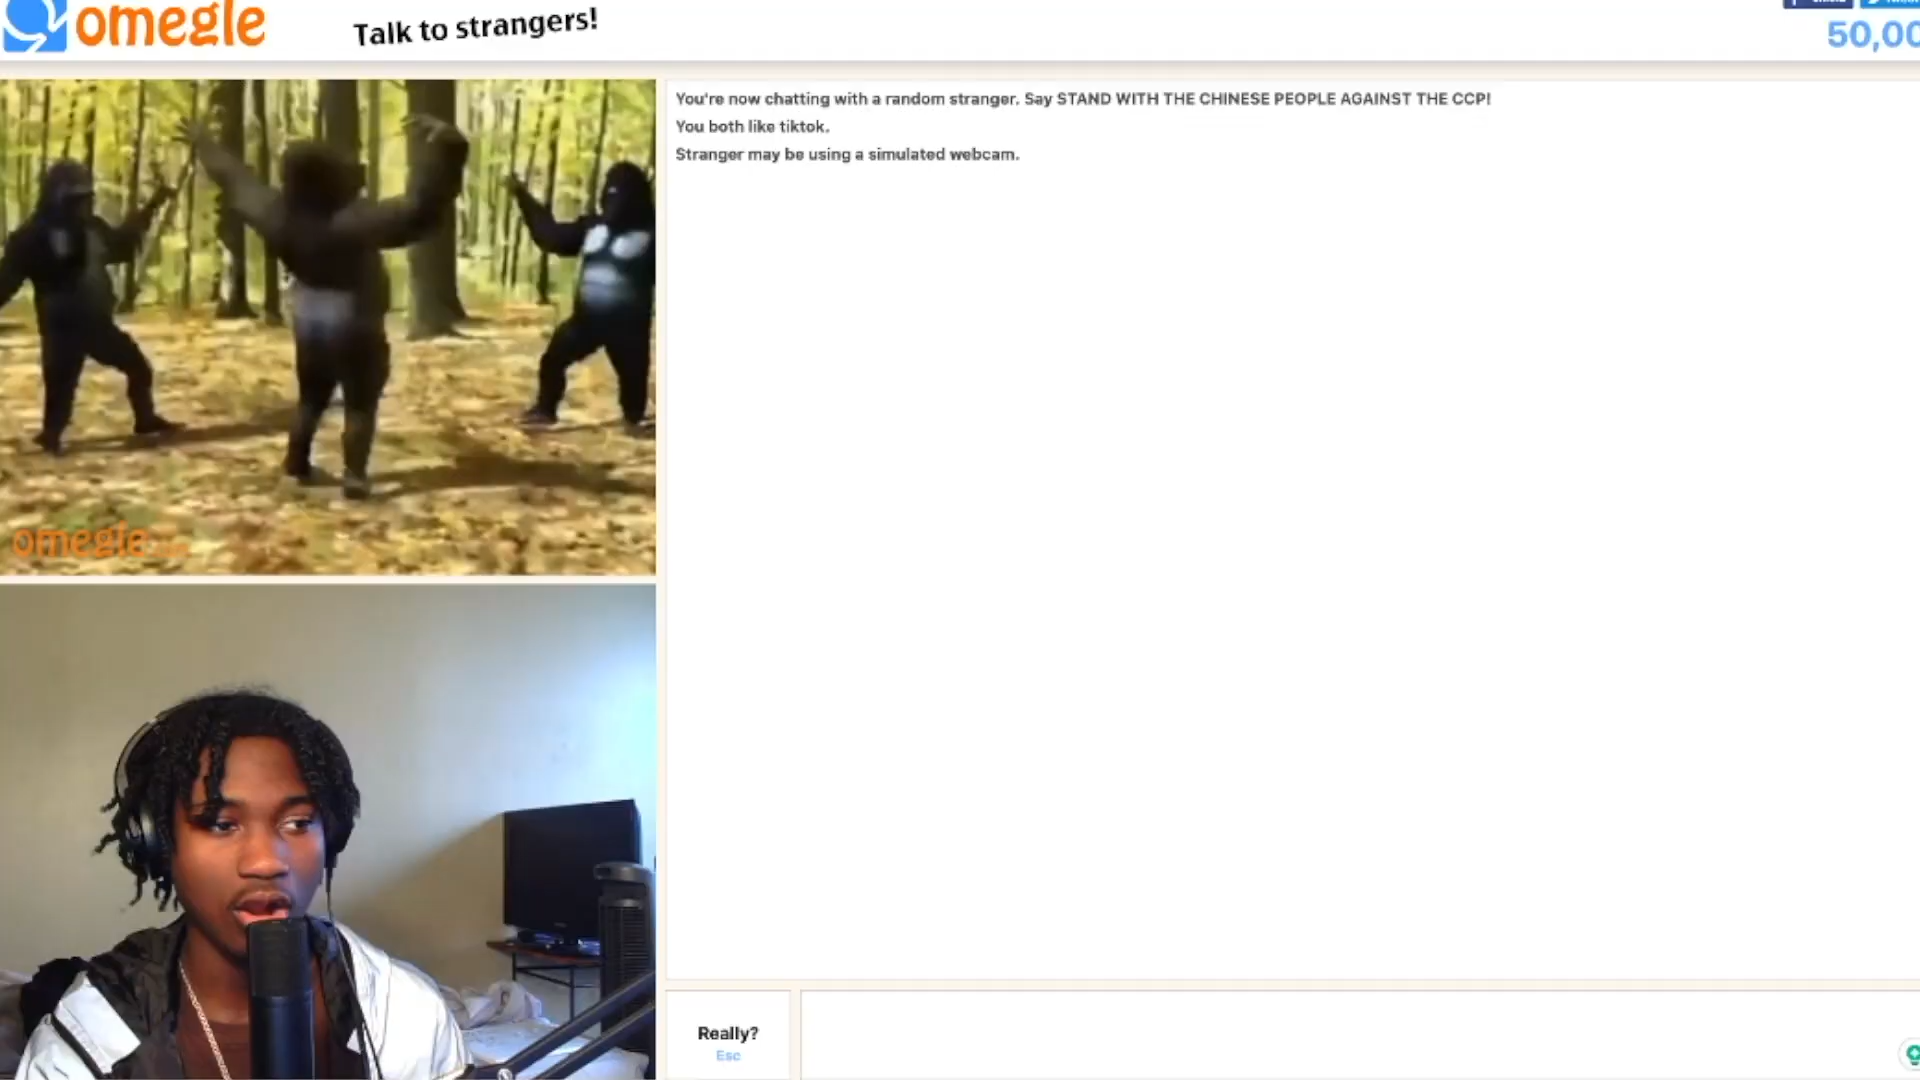 omegle
Talk to strangers!
50,00
You're now chatting with a random stranger. Say STAND WITH THE CHINESE PEOPLE AGAINST THE CCP!
You both like tiktok.
Stranger may be using a simulated webcam.
omegle
Really?
Esc